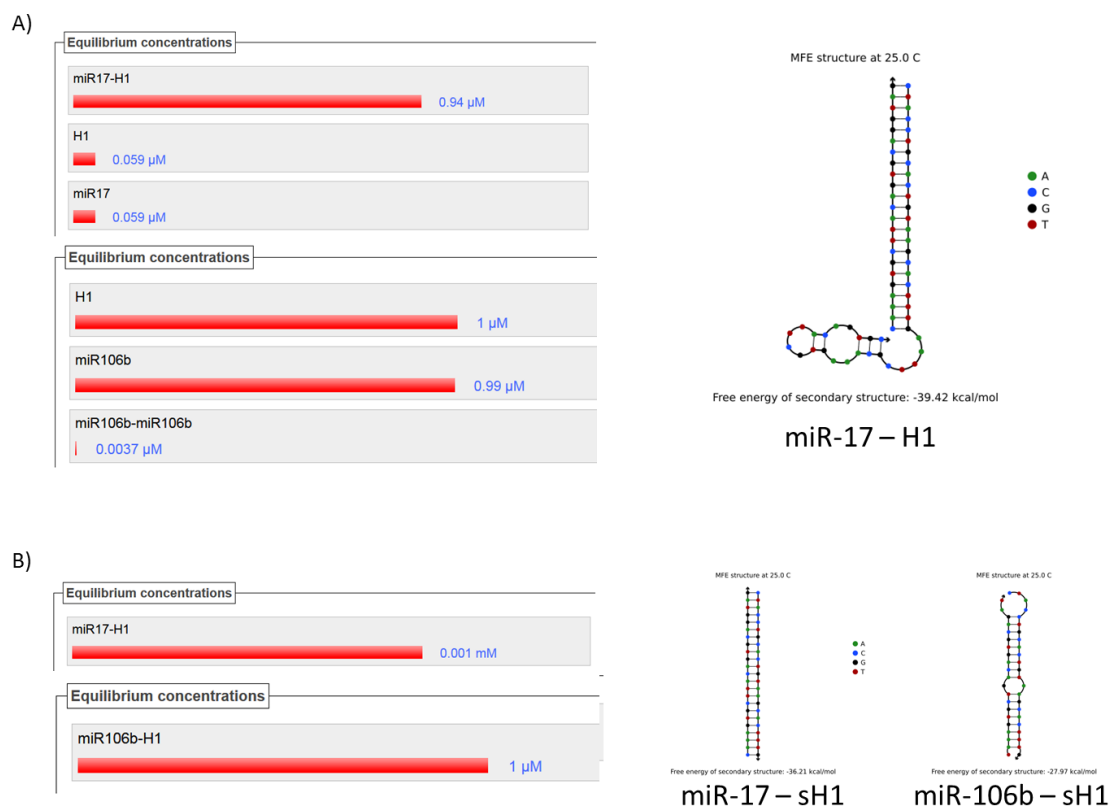 A)
Equilibrium concentrations
miR17-H1
0.94 µM
H1
0.059 µM
miR17
0.059 µM
Equilibrium concentrations
H1
1 µM
miR106b
0.99 µM
miR106b-miR106b
0.0037 µM
MFE structure at 25.0 C
A
C
G
T
Free energy of secondary structure: -39.42 kcal/mol
miR-17 – H1
B)
Equilibrium concentrations
miR17-H1
0.001 mM
Equilibrium concentrations
miR106b-H1
1 µM
MFE structure at 25.0 C
A
C
G
T
Free energy of secondary structure: -36.21 kcal/mol
miR-17 – sH1
MFE structure at 25.0 C
Free energy of secondary structure: -27.97 kcal/mol
miR-106b – sH1